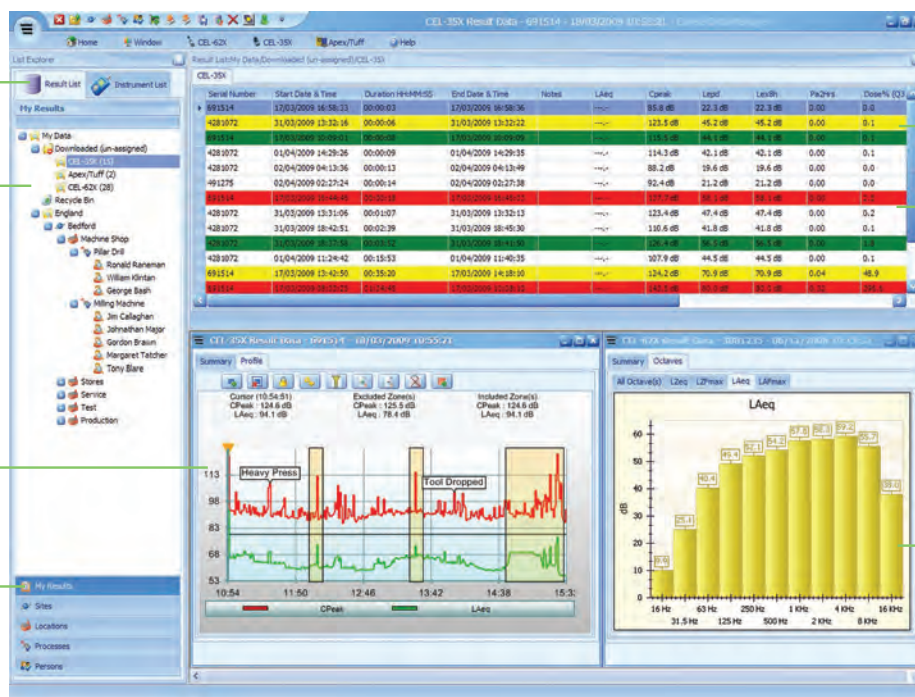 CEL-35X Result Data - 691514 - 18/03/2009 10:55:21
Home Window CEL-62X CEL-35X Apex/Tuff Help
List Explorer
Result List/My Data/Downloaded (un-assigned)/CEL-35X
Result List Instrument List
CEL-35X
Serial Number Start Date & Time Duration HH:MM:SS End Date & Time Notes LAeq Cpeak Lepd Lex8h Pa2Hrs Dose% (Q3
691514 17/03/2009 16:58:33 00:00:03 17/03/2009 16:58:36 ---.- 85.8 dB 22.3 dB 22.3 dB 0.00 0.0
4281072 31/03/2009 13:32:16 00:00:06 31/03/2009 13:32:22 ---.- 123.5 dB 45.2 dB 45.2 dB 0.00 0.1
4281072 01/04/2009 14:29:26 00:00:09 01/04/2009 14:29:35 ---.- 114.3 dB 42.1 dB 42.1 dB 0.00 0.1
4281072 02/04/2009 04:13:36 00:00:13 02/04/2009 04:13:49 ---.- 88.2 dB 19.6 dB 19.6 dB 0.00 0.0
491275 02/04/2009 02:27:24 00:00:14 02/04/2009 02:27:38 ---.- 92.4 dB 21.2 dB 21.2 dB 0.00 0.0
4281072 31/03/2009 13:31:06 00:01:07 31/03/2009 13:32:13 ---.- 123.4 dB 47.4 dB 47.4 dB 0.00 0.2
4281072 31/03/2009 18:42:51 00:02:39 31/03/2009 18:45:30 ---.- 110.6 dB 41.8 dB 41.8 dB 0.00 0.1
4281072 01/04/2009 11:24:42 00:15:53 01/04/2009 11:40:35 ---.- 107.9 dB 44.5 dB 44.5 dB 0.00 0.1
691514 17/03/2009 13:42:50 00:35:20 17/03/2009 14:18:10 ---.- 124.2 dB 70.9 dB 70.9 dB 0.04 48.9
My Results
My Data
Downloaded (un-assigned)
CEL-35X (15)
Apex/Tuff (2)
CEL-62X (28)
Recycle Bin
England
Bedford
Machine Shop
Pillar Drill
Ronald Raneman
William Klintan
George Bash
Milling Machine
Jim Callaghan
Johnathan Major
Gordon Brawn
Margaret Tatcher
Tony Blare
Stores
Service
Test
Production
My Results
Sites
Locations
Processes
Persons
CEL-35X Result Data - 691514 - 18/03/2009 10:55:21
Summary Profile
Cursor (10:54:51) Excluded Zone(s) Included Zone(s)
CPeak : 124.6 dB CPeak : 125.5 dB CPeak : 124.6 dB
LAeq : 94.1 dB LAeq : 78.4 dB LAeq : 94.1 dB
Heavy Press
Tool Dropped
113
98
83
68
53
10:54 11:50 12:46 13:42 14:38 15:3
CPeak LAeq
Summary Octaves
All Octave(s) LZeq LZFmax LAeq LAFmax
LAeq
dB
60
50
40
30
20
10
0
9.9 25.1 40.4 49.4 52.1 54.2 57.8 58.3 59.2 55.7 38.0
16 Hz 63 Hz 250 Hz 1 KHz 4 KHz 16 KHz
31.5 Hz 125 Hz 500 Hz 2 KHz 8 KHz